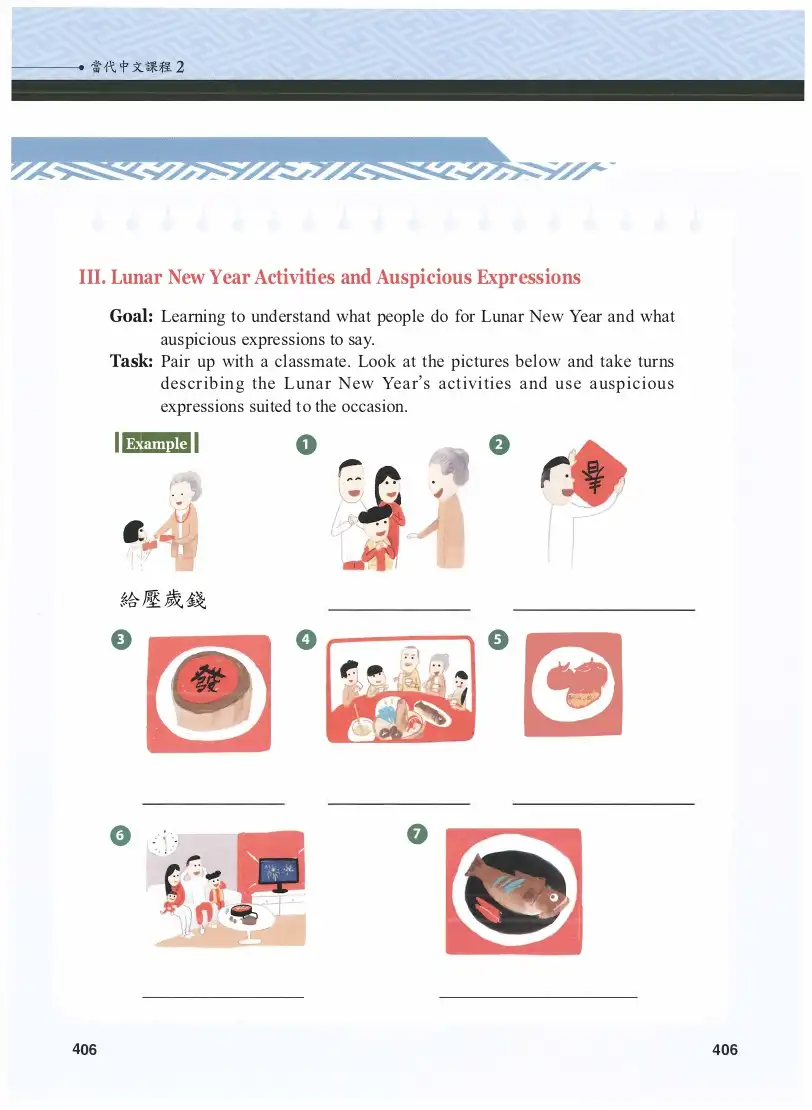 當代中文課程 2
III. Lunar New Year Activities and Auspicious Expressions
Goal: Learning to understand what people do for Lunar New Year and what
auspicious expressions to say.
Task: Pair up with a classmate. Look at the pictures below and take turns
describing the Lunar New Year's activities and use auspicious
expressions suited to the occasion.
Example
1
2
春
給壓歲錢
3
4
5
發
6
7
406
406